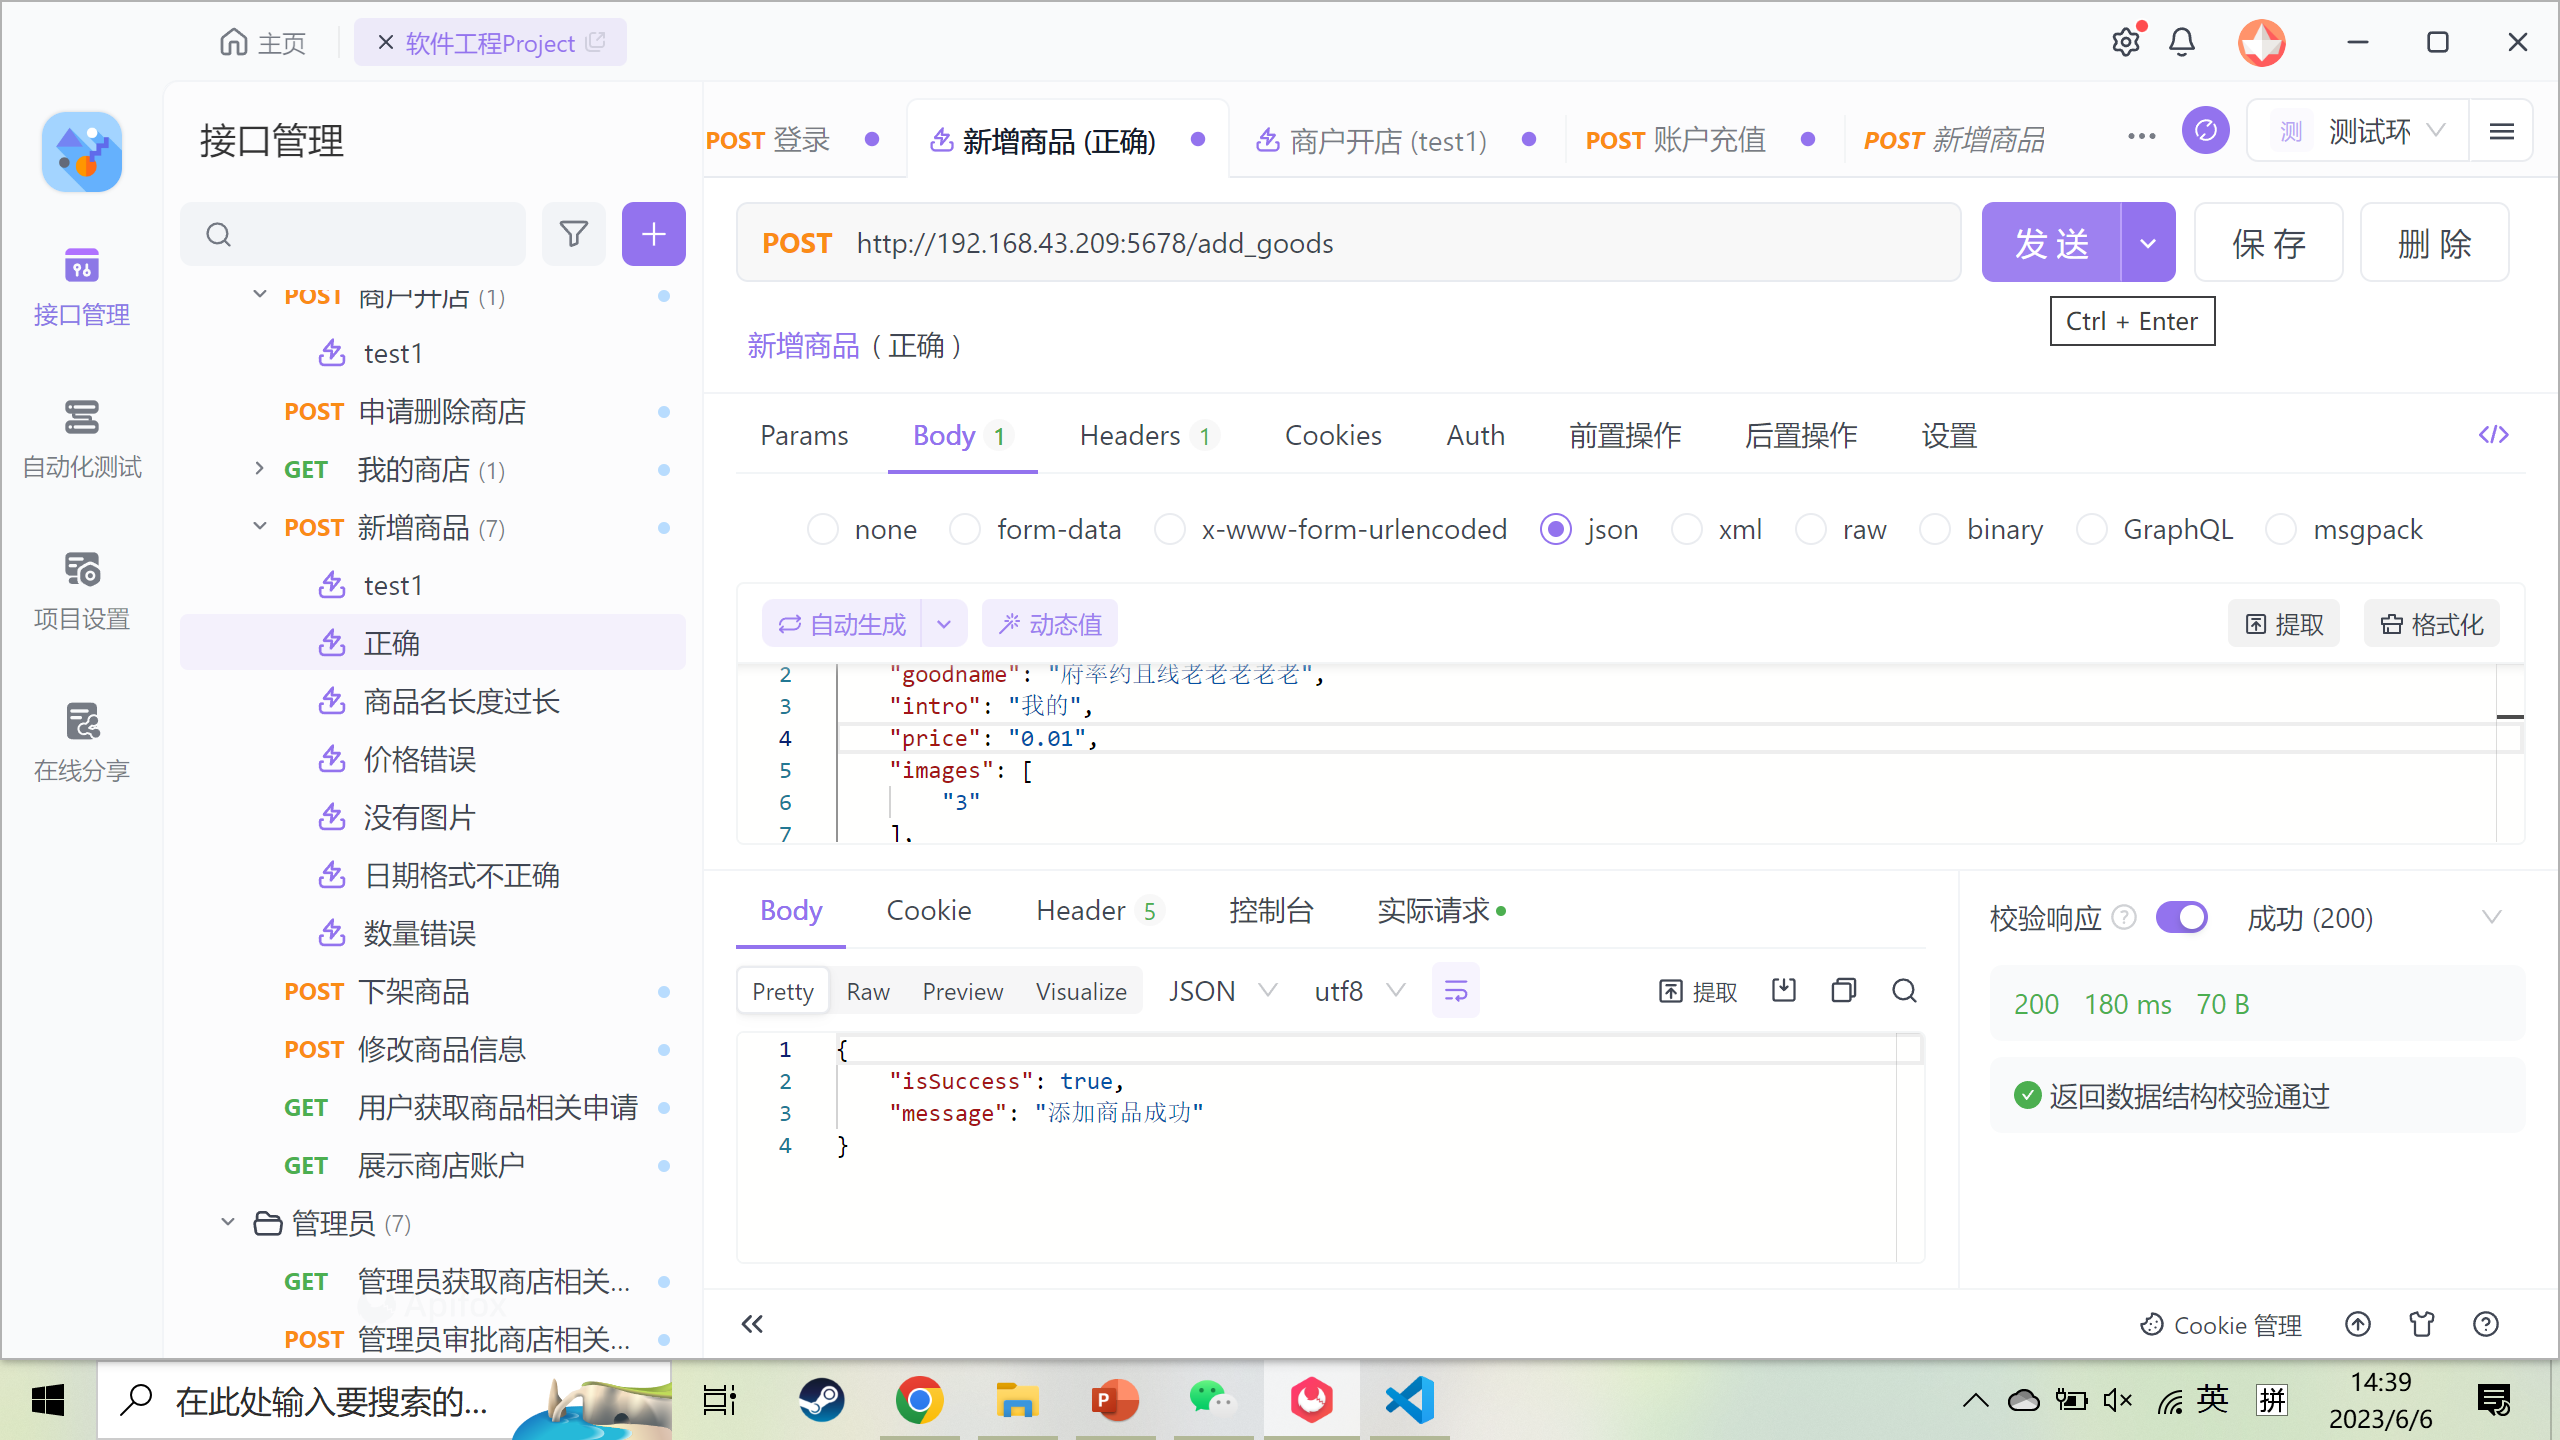 主页
软件工程Project
接口管理
POST 登录
新增商品 (正确)
商户开店 (test1)
POST 账户充值
POST 新增商品
测 测试环
POST http://192.168.43.209:5678/add_goods
发 送
保 存
删 除
Ctrl + Enter
新增商品 ( 正确 )
接口管理
自动化测试
项目设置
在线分享
POST 商户开店 (1)
test1
POST 申请删除商店
GET 我的商店 (1)
POST 新增商品 (7)
test1
正确
商品名长度过长
价格错误
没有图片
日期格式不正确
数量错误
POST 下架商品
POST 修改商品信息
GET 用户获取商品相关申请
GET 展示商店账户
管理员 (7)
GET 管理员获取商店相关...
POST 管理员审批商店相关...
Params Body 1 Headers 1 Cookies Auth 前置操作 后置操作 设置
none form-data x-www-form-urlencoded json xml raw binary GraphQL msgpack
自动生成 动态值 提取 格式化
2 "goodname": "府率约且线老老老老老",
3 "intro": "我的",
4 "price": "0.01",
5 "images": [
6 "3"
7 ],
Body Cookie Header 5 控制台 实际请求
Pretty Raw Preview Visualize JSON utf8 提取
1 {
2 "isSuccess": true,
3 "message": "添加商品成功"
4 }
校验响应 ? 成功 (200)
200 180 ms 70 B
返回数据结构校验通过
Cookie 管理
在此处输入要搜索的...
英
拼
14:39
2023/6/6